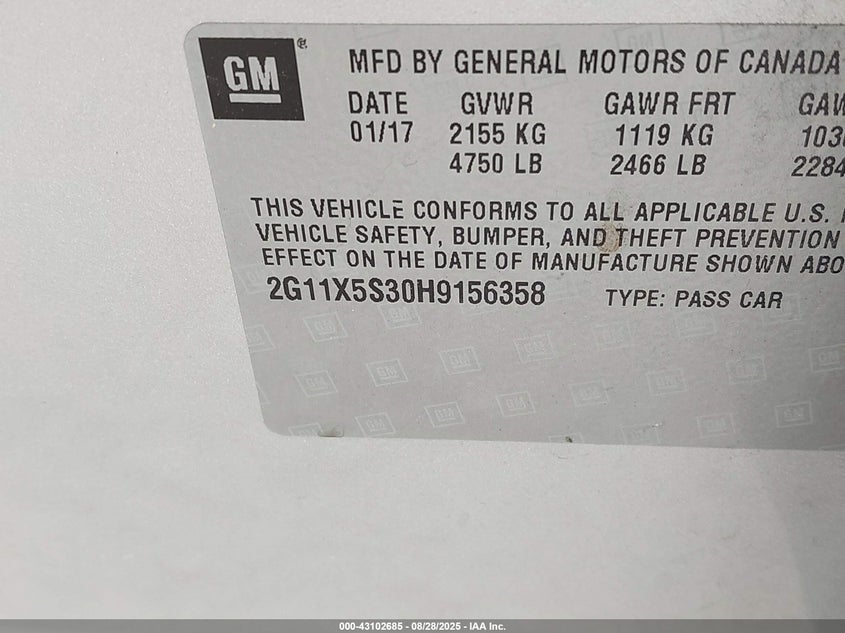 GM
MFD BY GENERAL MOTORS OF CANADA
DATE GVWR GAWR FRT
01/17 2155 KG 1119 KG
4750 LB 2466 LB 2284
THIS VEHICLE CONFORMS TO ALL APPLICABLE U.S.
VEHICLE SAFETY, BUMPER, AND THEFT PREVENTION
EFFECT ON THE DATE OF MANUFACTURE SHOWN
2G11X5S30H9156358 TYPE: PASS CAR
000-43102685 - 08/28/2025 - IAA Inc.